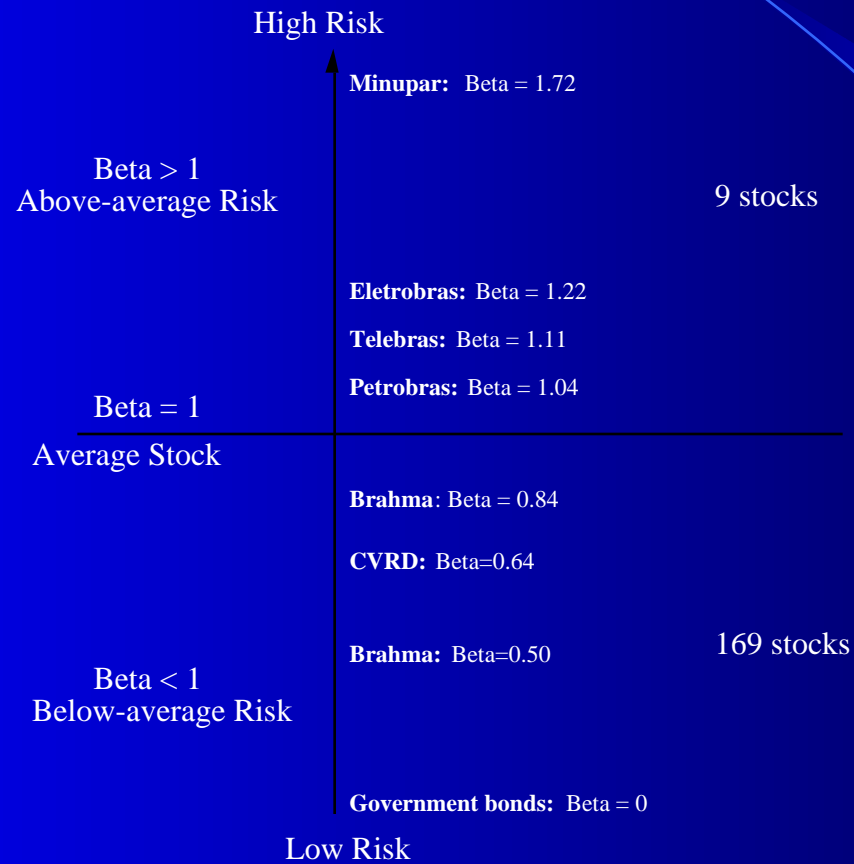 High Risk
Minupar: Beta = 1.72
Beta > 1
Above-average Risk
9 stocks
Eletrobras: Beta = 1.22
Telebras: Beta = 1.11
Petrobras: Beta = 1.04
Beta = 1
Average Stock
Brahma: Beta = 0.84
CVRD: Beta=0.64
Brahma: Beta=0.50
169 stocks
Beta < 1
Below-average Risk
Government bonds: Beta = 0
Low Risk